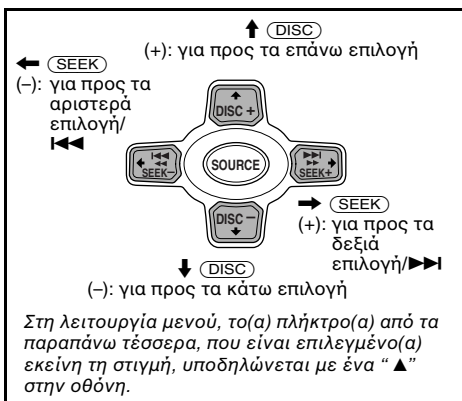 ↑ (DISC)
(+): για προς τα επάνω επιλογή
← (SEEK)
(–): για προς τα
αριστερά
επιλογή/
|◀◀
DISC +
|◀◀
◀◀
SEEK–
SOURCE
▶▶|
▶▶
SEEK+
DISC –
→ (SEEK)
(+): για προς τα
δεξιά
επιλογή/▶▶|
↓ (DISC)
(–): για προς τα κάτω επιλογή
Στη λειτουργία μενού, το(α) πλήκτρο(α) από τα
παραπάνω τέσσερα, που είναι επιλεγμένο(α)
εκείνη τη στιγμή, υποδηλώνεται με ένα “ ▲”
στην οθόνη.